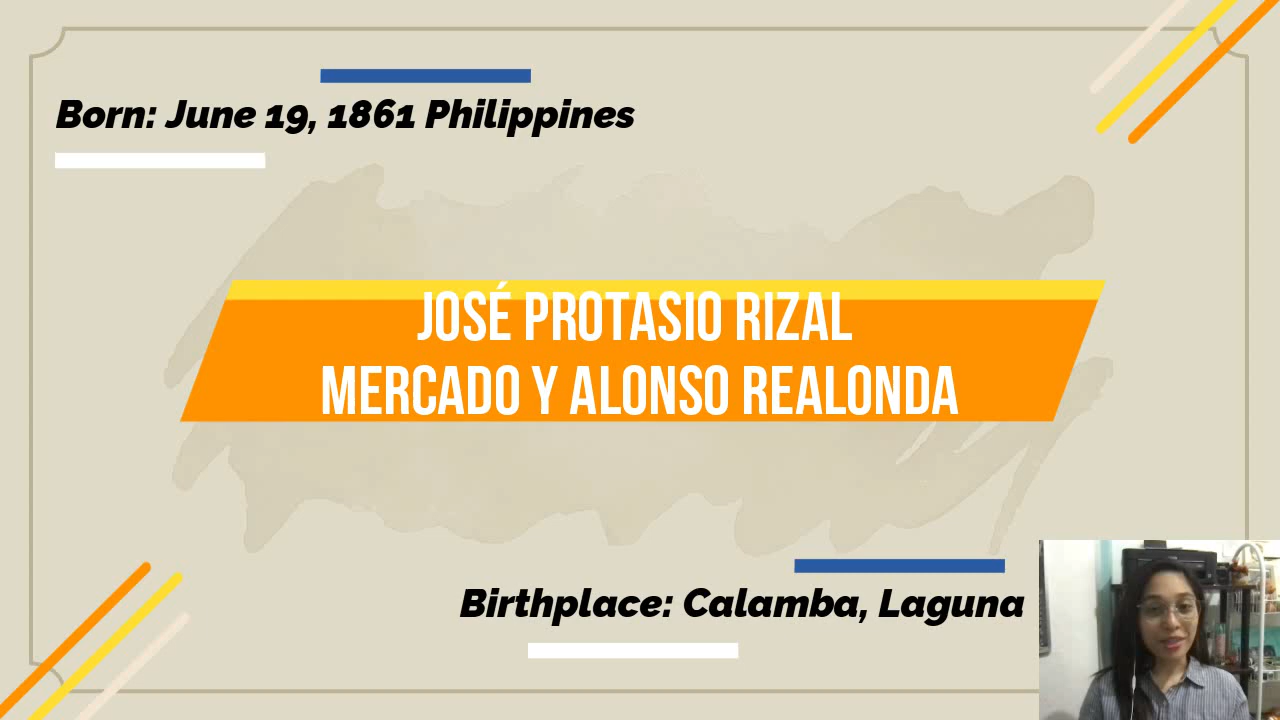 Born: June 19, 1861 Philippines
JOSÉ PROTASIO RIZAL
MERCADO Y ALONSO REALONDA
Birthplace: Calamba, Laguna